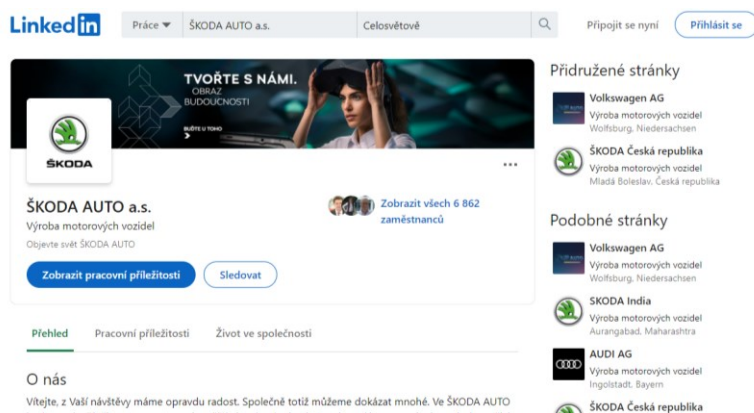 LinkedIn
Práce
ŠKODA AUTO a.s.
Celosvětově
Připojit se nyní
Přihlásit se
TVOŘTE S NÁMI.
OBRAZ
BUDOUCNOSTI
BUĎTE U TOHO
ŠKODA
ŠKODA AUTO a.s.
Výroba motorových vozidel
Objevte svět ŠKODA AUTO
Zobrazit všech 6 862
zaměstnanců
Zobrazit pracovní příležitosti
Sledovat
Přehled
Pracovní příležitosti
Život ve společnosti
O nás
Vítejte, z Vaší návštěvy máme opravdu radost. Společně totiž můžeme dokázat mnohé. Ve ŠKODA AUTO
Přidružené stránky
Volkswagen AG
Výroba motorových vozidel
Wolfsburg, Niedersachsen
ŠKODA Česká republika
Výroba motorových vozidel
Mladá Boleslav, Česká republika
Podobné stránky
Volkswagen AG
Výroba motorových vozidel
Wolfsburg, Niedersachsen
SKODA India
Výroba motorových vozidel
Aurangabad, Maharashtra
AUDI AG
Výroba motorových vozidel
Ingolstadt, Bayern
ŠKODA Česká republika